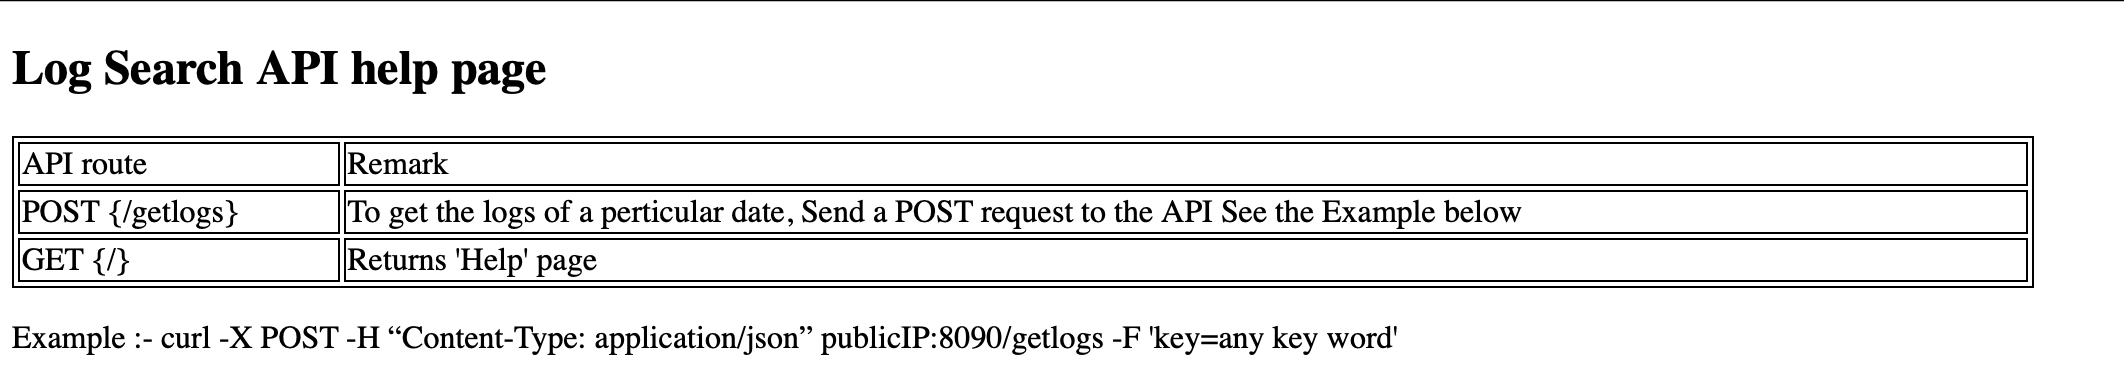 Log Search API help page
API route Remark
POST {/getlogs} To get the logs of a perticular date, Send a POST request to the API See the Example below
GET {/} Returns 'Help' page
Example :- curl -X POST -H “Content-Type: application/json” publicIP:8090/getlogs -F 'key=any key word'